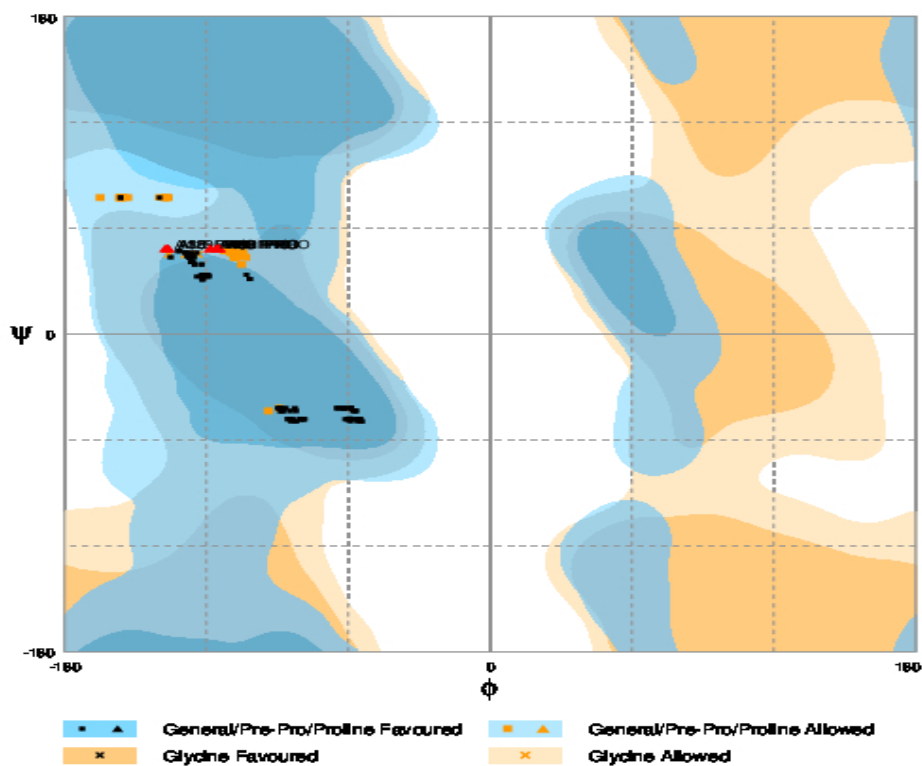 180
Ψ 0
-180
-180 0 180
ϕ
General/Pre-Pro/Proline Favoured General/Pre-Pro/Proline Allowed
Glycine Favoured Glycine Allowed